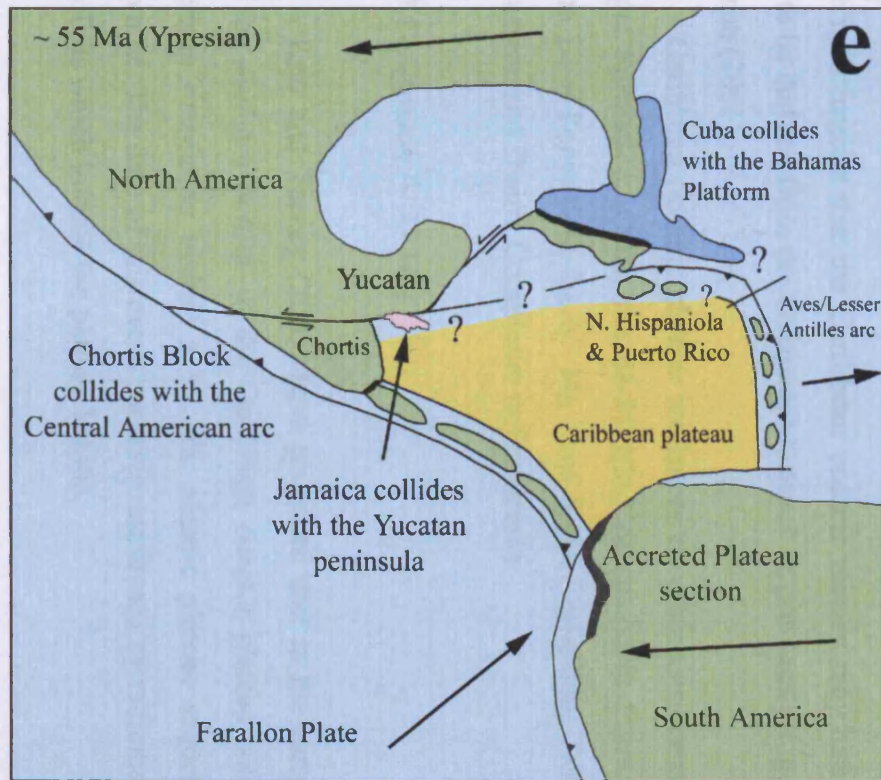 ~ 55 Ma (Ypresian)
e
Cuba collides
with the Bahamas
Platform
North America
Yucatan
?
?
?
?
Aves/Lesser
Antilles arc
N. Hispaniola
& Puerto Rico
Chortis
Chortis Block
collides with the
Central American arc
Caribbean plateau
Jamaica collides
with the Yucatan
peninsula
Accreted Plateau
section
South America
Farallon Plate